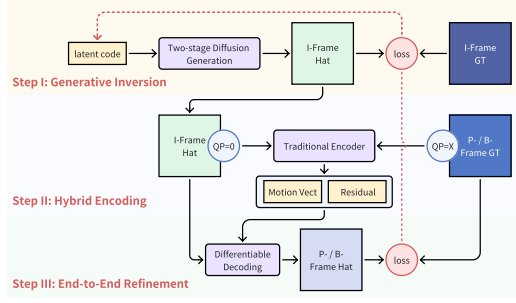 latent code
Two-stage Diffusion
Generation
I-Frame
Hat
loss
I-Frame
GT
Step I: Generative Inversion
I-Frame
Hat
QP=0
Traditional Encoder
QP=X
P- / B-
Frame GT
Motion Vect
Residual
Step II: Hybrid Encoding
Differentiable
Decoding
P- / B-
Frame Hat
loss
Step III: End-to-End Refinement